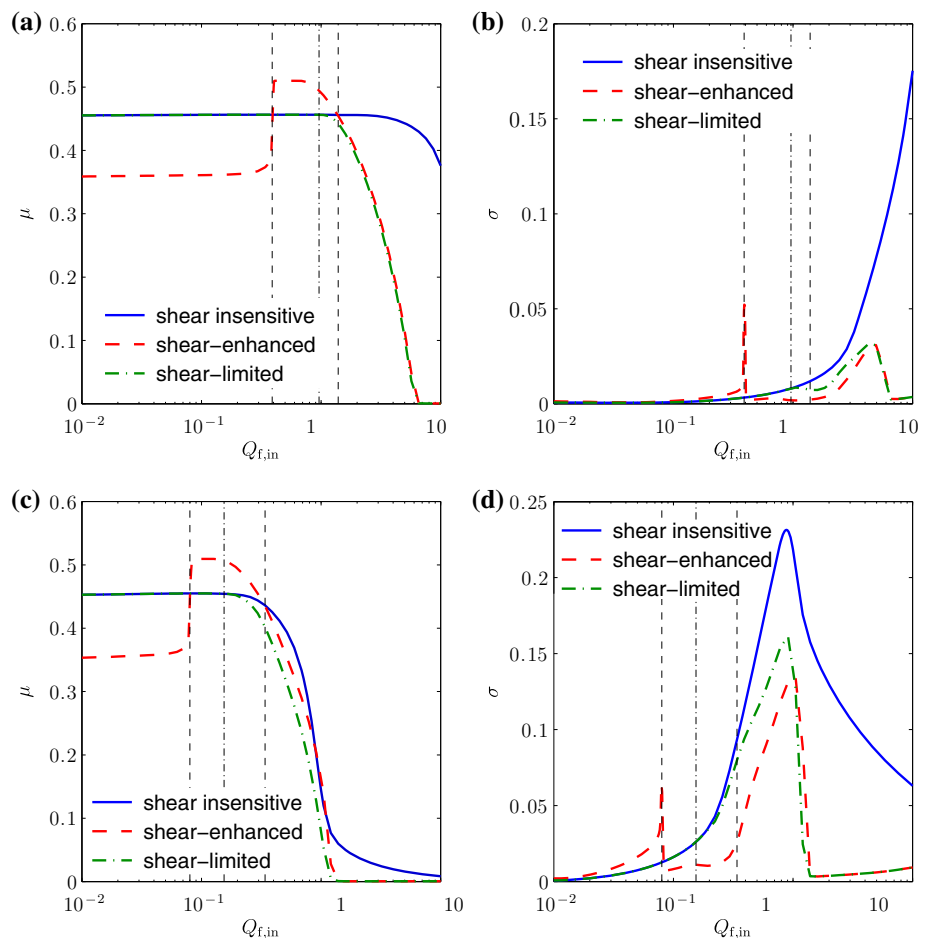 (a)
0.6
0.5
0.4
0.3
0.2
0.1
0
μ
shear insensitive
shear−enhanced
shear−limited
10⁻²
10⁻¹
1
10
Q_f,in
(b)
0.2
0.15
0.1
0.05
0
σ
shear insensitive
shear−enhanced
shear−limited
10⁻²
10⁻¹
1
10
Q_f,in
(c)
0.6
0.5
0.4
0.3
0.2
0.1
0
μ
shear insensitive
shear−enhanced
shear−limited
10⁻²
10⁻¹
1
10
Q_f,in
(d)
0.25
0.2
0.15
0.1
0.05
0
σ
shear insensitive
shear−enhanced
shear−limited
10⁻²
10⁻¹
1
10
Q_f,in